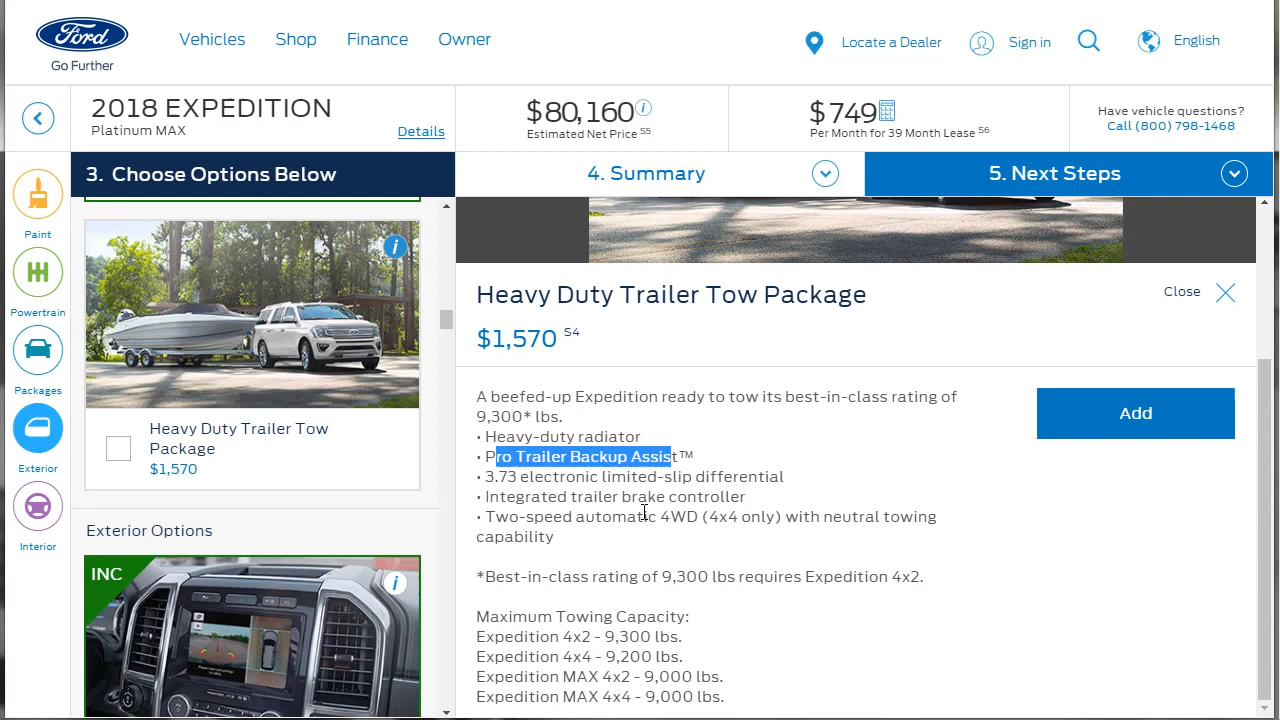 Ford
Go Further
Vehicles
Shop
Finance
Owner
Locate a Dealer
Sign in
English
2018 EXPEDITION
Platinum MAX
Details
$80,160
Estimated Net Price S5
$749
Per Month for 39 Month Lease S6
Have vehicle questions?
Call (800) 798-1468
3. Choose Options Below
4. Summary
5. Next Steps
Paint
Powertrain
Packages
Exterior
Interior
i
Heavy Duty Trailer Tow
Package
$1,570
Exterior Options
INC
i
Heavy Duty Trailer Tow Package
Close
$1,570 S4
A beefed-up Expedition ready to tow its best-in-class rating of
9,300* lbs.
• Heavy-duty radiator
• Pro Trailer Backup Assist™
• 3.73 electronic limited-slip differential
• Integrated trailer brake controller
• Two-speed automatic 4WD (4x4 only) with neutral towing
capability
*Best-in-class rating of 9,300 lbs requires Expedition 4x2.
Maximum Towing Capacity:
Expedition 4x2 - 9,300 lbs.
Expedition 4x4 - 9,200 lbs.
Expedition MAX 4x2 - 9,000 lbs.
Expedition MAX 4x4 - 9,000 lbs.
Add